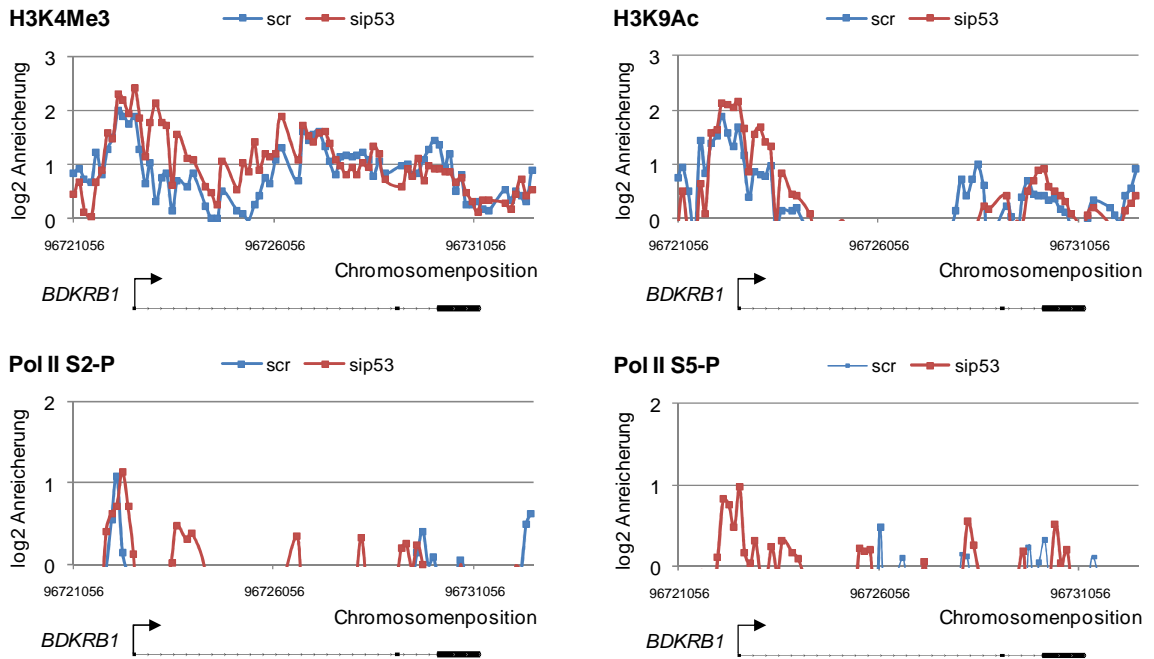 H3K4Me3 scr sip53
log2 Anreicherung
3
2
1
0
96721056 96726056 96731056
Chromosomenposition
BDKRB1
H3K9Ac scr sip53
log2 Anreicherung
3
2
1
0
96721056 96726056 96731056
Chromosomenposition
BDKRB1
Pol II S2-P scr sip53
log2 Anreicherung
2
1
0
96721056 96726056 96731056
Chromosomenposition
BDKRB1
Pol II S5-P scr sip53
log2 Anreicherung
2
1
0
96721056 96726056 96731056
Chromosomenposition
BDKRB1